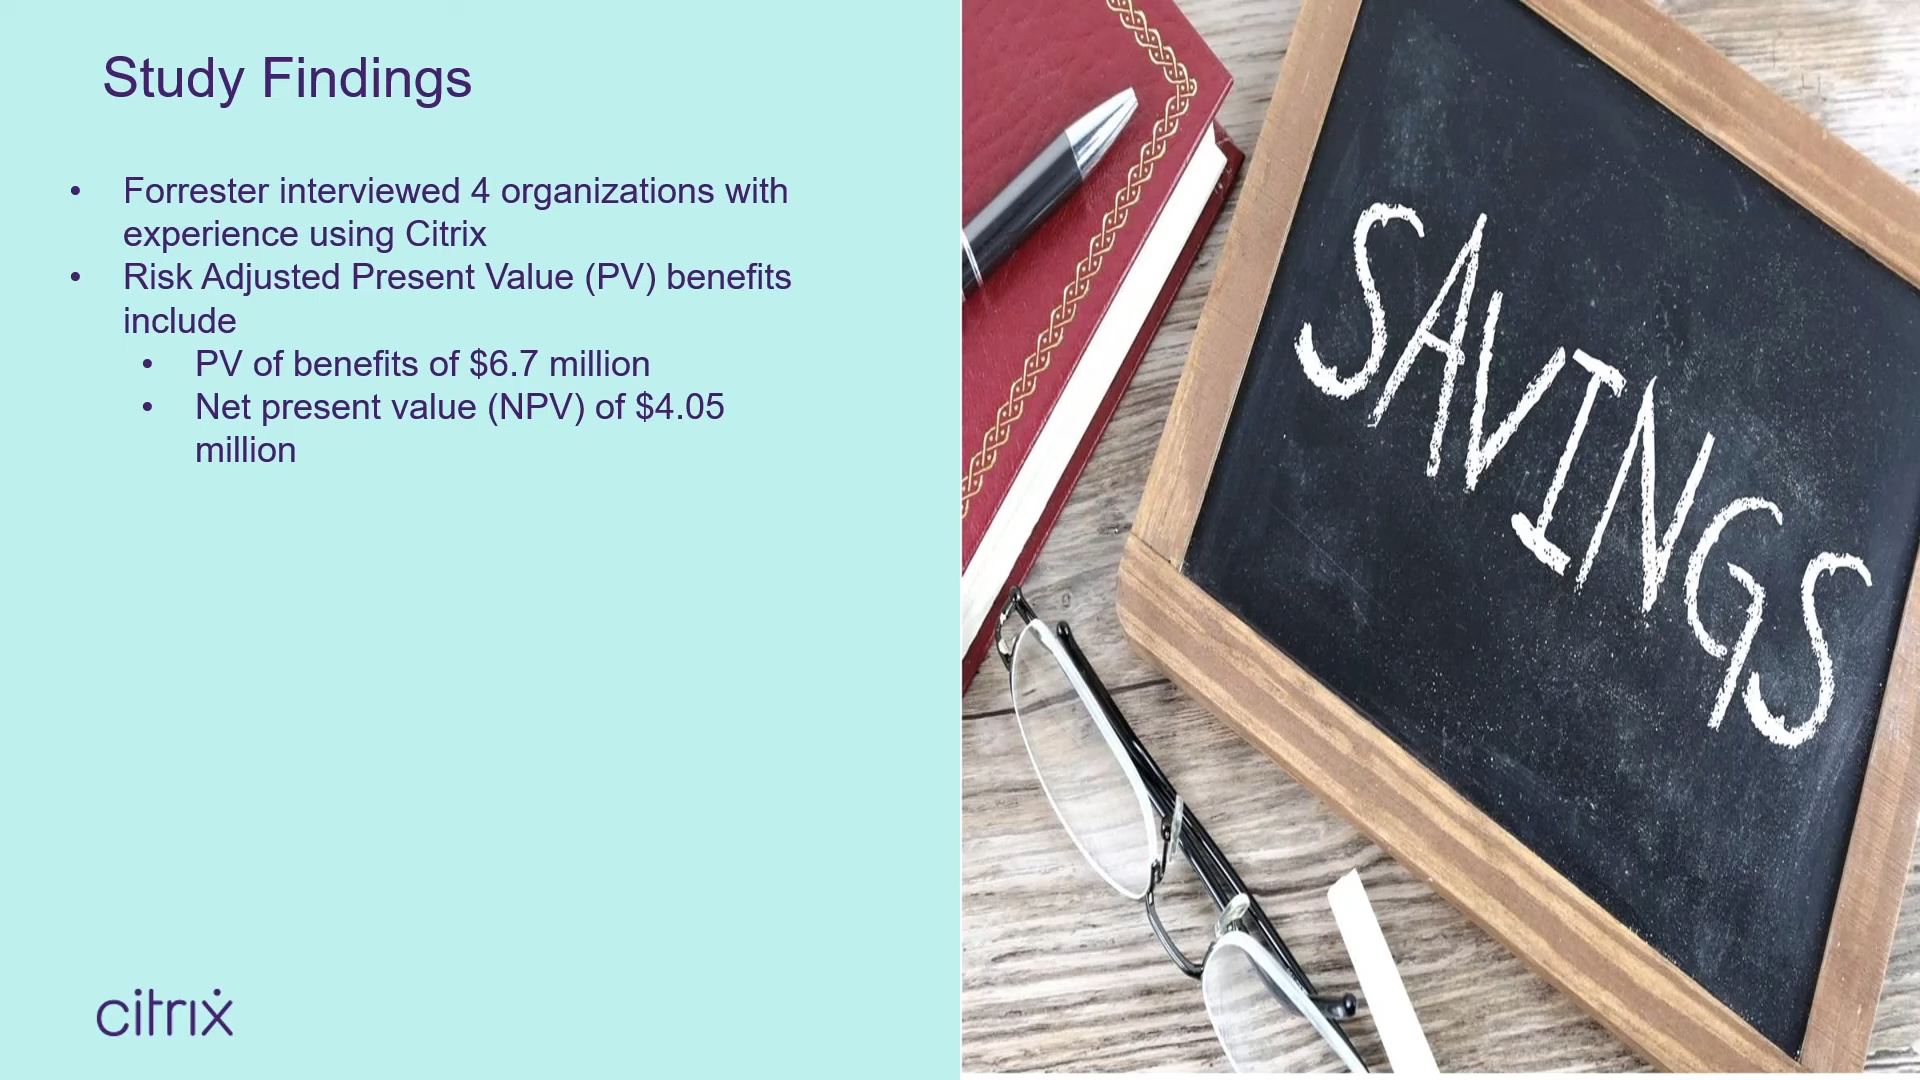 Study Findings
• Forrester interviewed 4 organizations with
experience using Citrix
• Risk Adjusted Present Value (PV) benefits
include
• PV of benefits of $6.7 million
• Net present value (NPV) of $4.05
million
citrix
SAVINGS